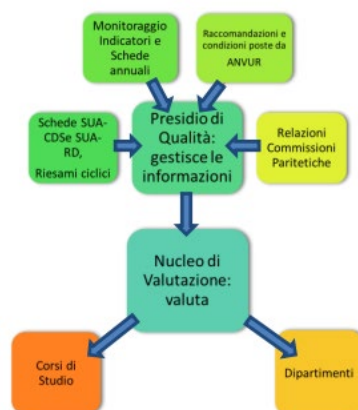 Monitoraggio
Indicatori e
Schede
annuali
Raccomandazioni e
condizioni poste da
ANVUR
Schede SUA-
CDSe SUA-
RD,
Riesami ciclici
Presidio di
Qualità:
gestisce le
informazioni
Relazioni
Commissioni
Paritetiche
Nucleo di
Valutazione:
valuta
Corsi di
Studio
Dipartimenti